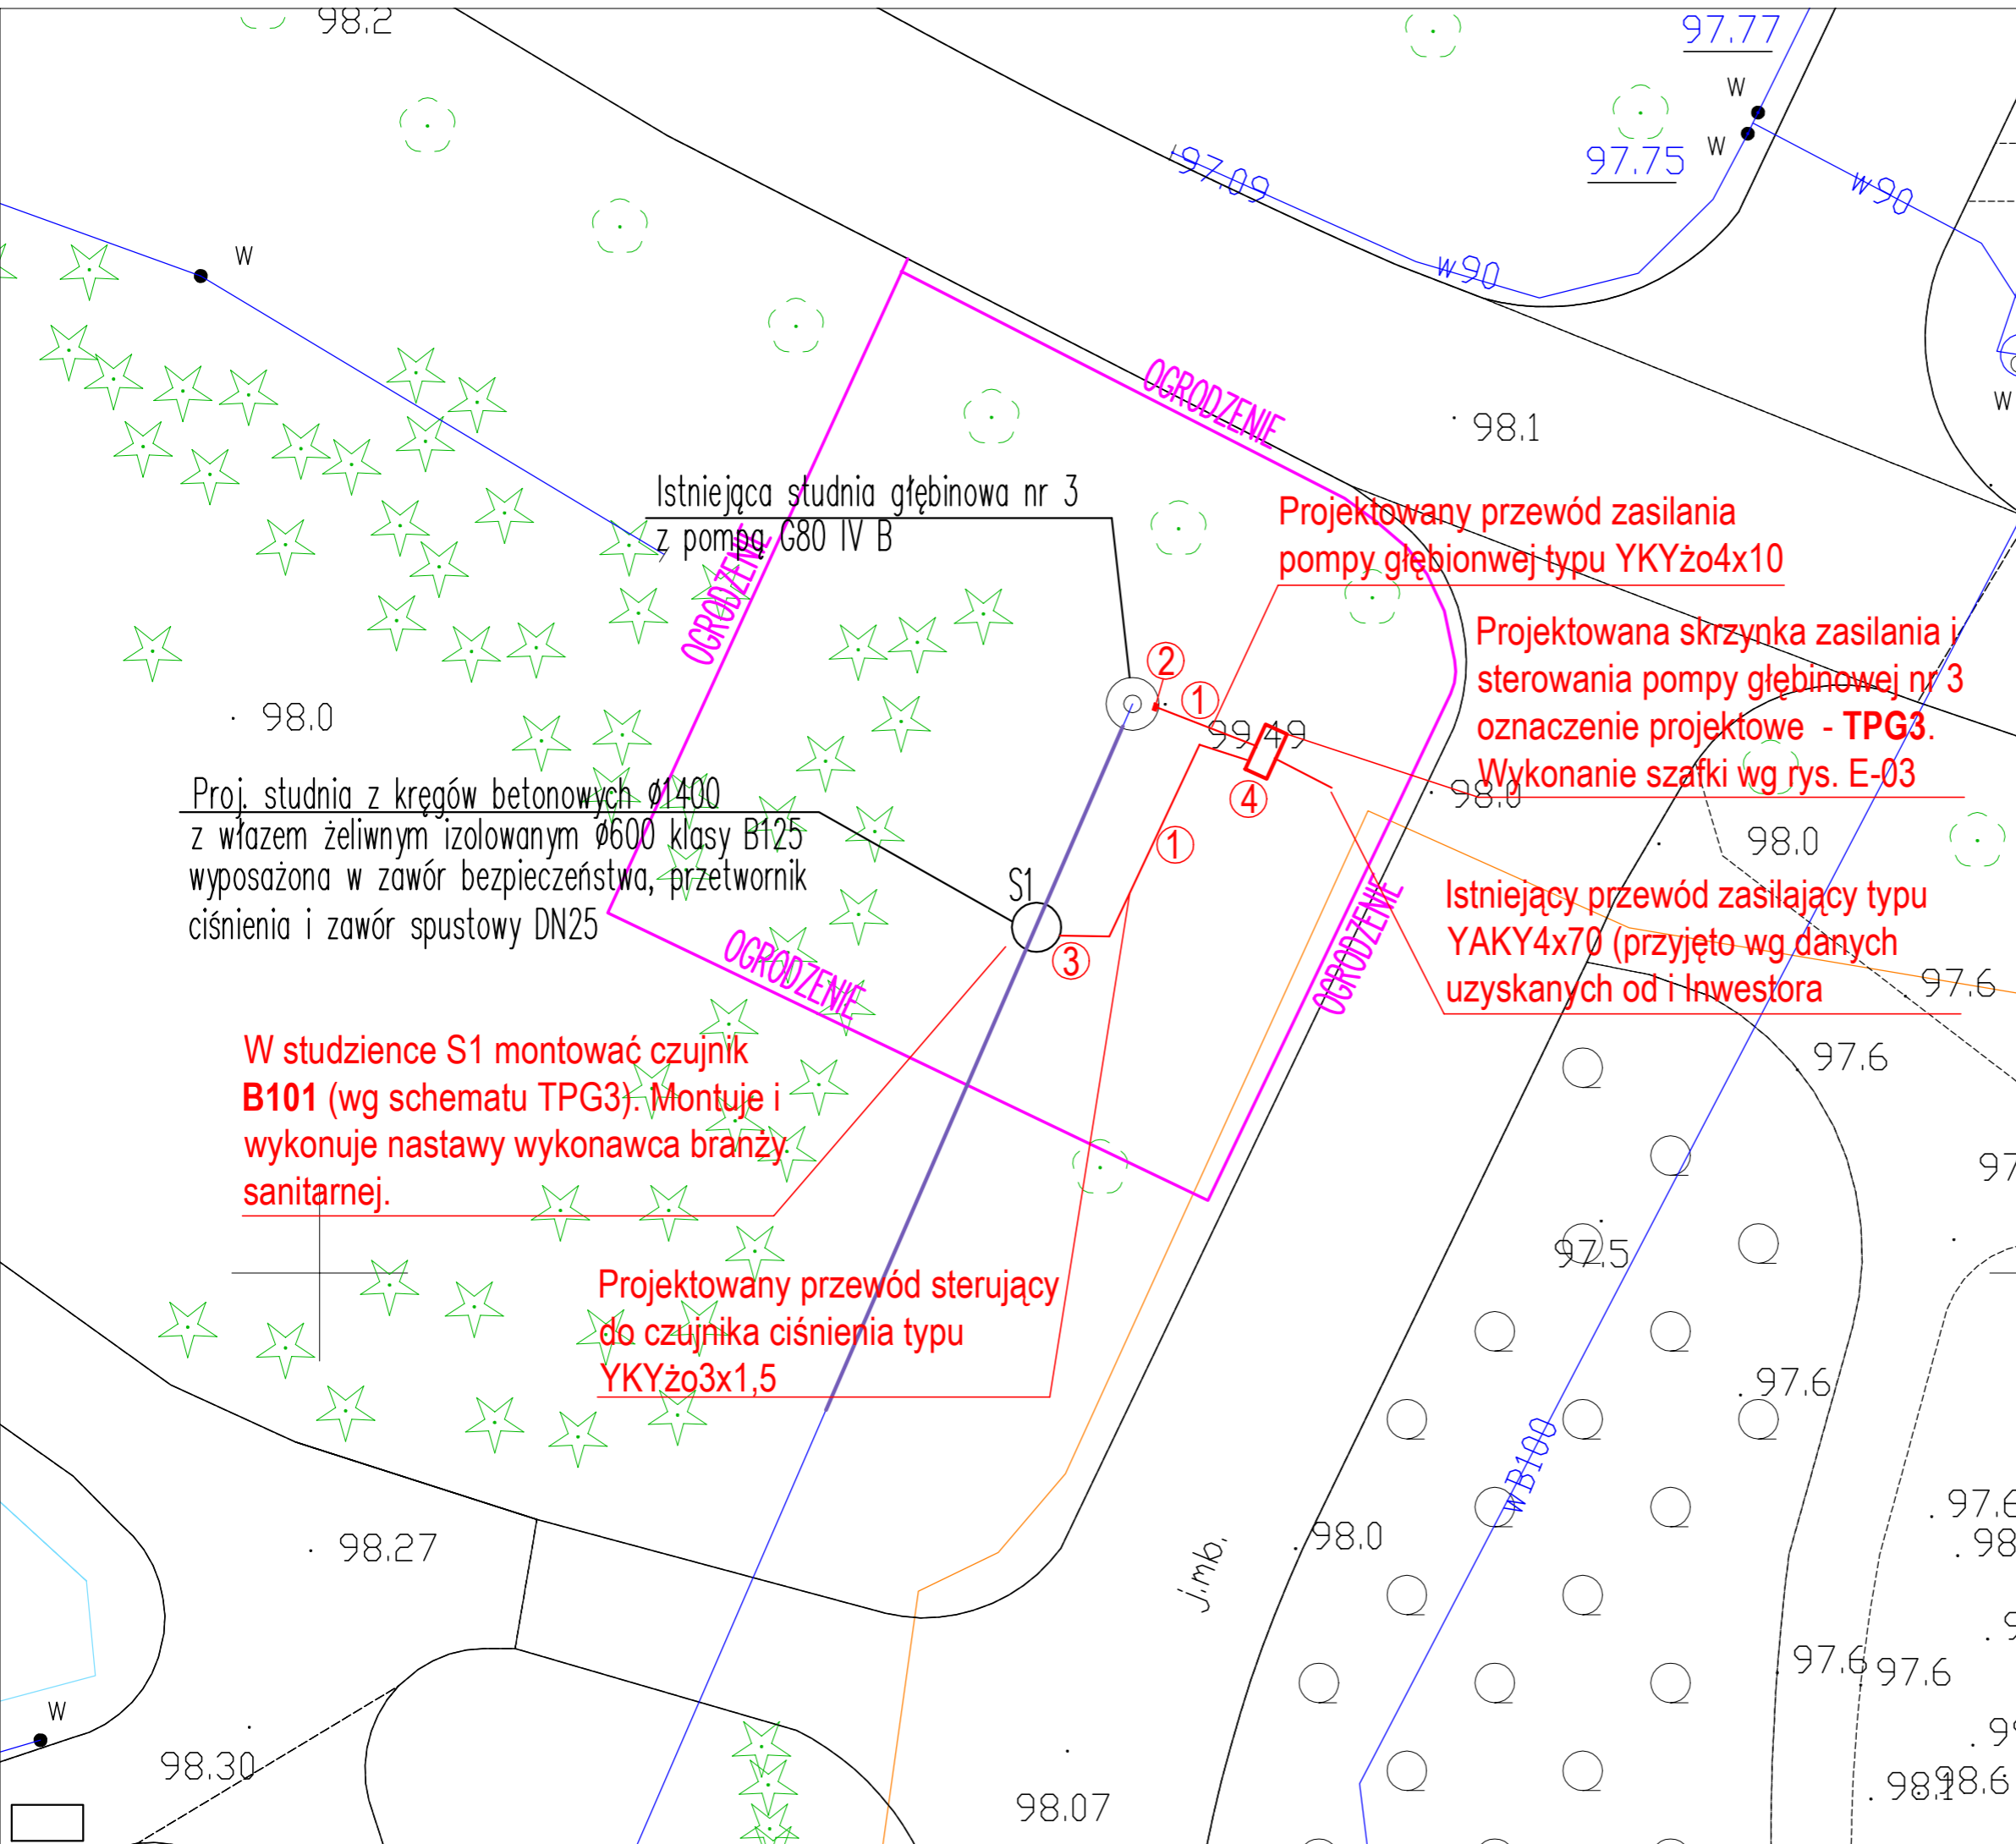 98.2
97.77
W
W
97.75
97.09
w90
w90
W
W
OGRODZENIE
98.1
Istniejąca studnia głębinowa nr 3
z pompą G80 IV B
OGRODZENIE
Projektowany przewód zasilania
pompy głębionwej typu YKYżo4x10
Projektowana skrzynka zasilania i
sterowania pompy głębinowej nr 3
oznaczenie projektowe - TPG3.
Wykonanie szafki wg rys. E-03
2
1
99.49
4
98.0
98.0
98.0
Proj. studnia z kręgów betonowych ø1400
z włazem żeliwnym izolowanym ø600 klasy B125
wyposażona w zawór bezpieczeństwa, przetwornik
ciśnienia i zawór spustowy DN25
1
S1
3
OGRODZENIE
OGRODZENIE
Istniejący przewód zasilający typu
YAKY4x70 (przyjęto wg danych
uzyskanych od i Inwestora
97.6
97.6
W studzience S1 montować czujnik
B101 (wg schematu TPG3). Montuje i
wykonuje nastawy wykonawca branży
sanitarnej.
97.5
Projektowany przewód sterujący
do czujnika ciśnienia typu
YKYżo3x1,5
97.6
wB100
97.6
98.27
98.0
j.mb.
97.6
97.6
W
98.30
98.07
98.1
98.6